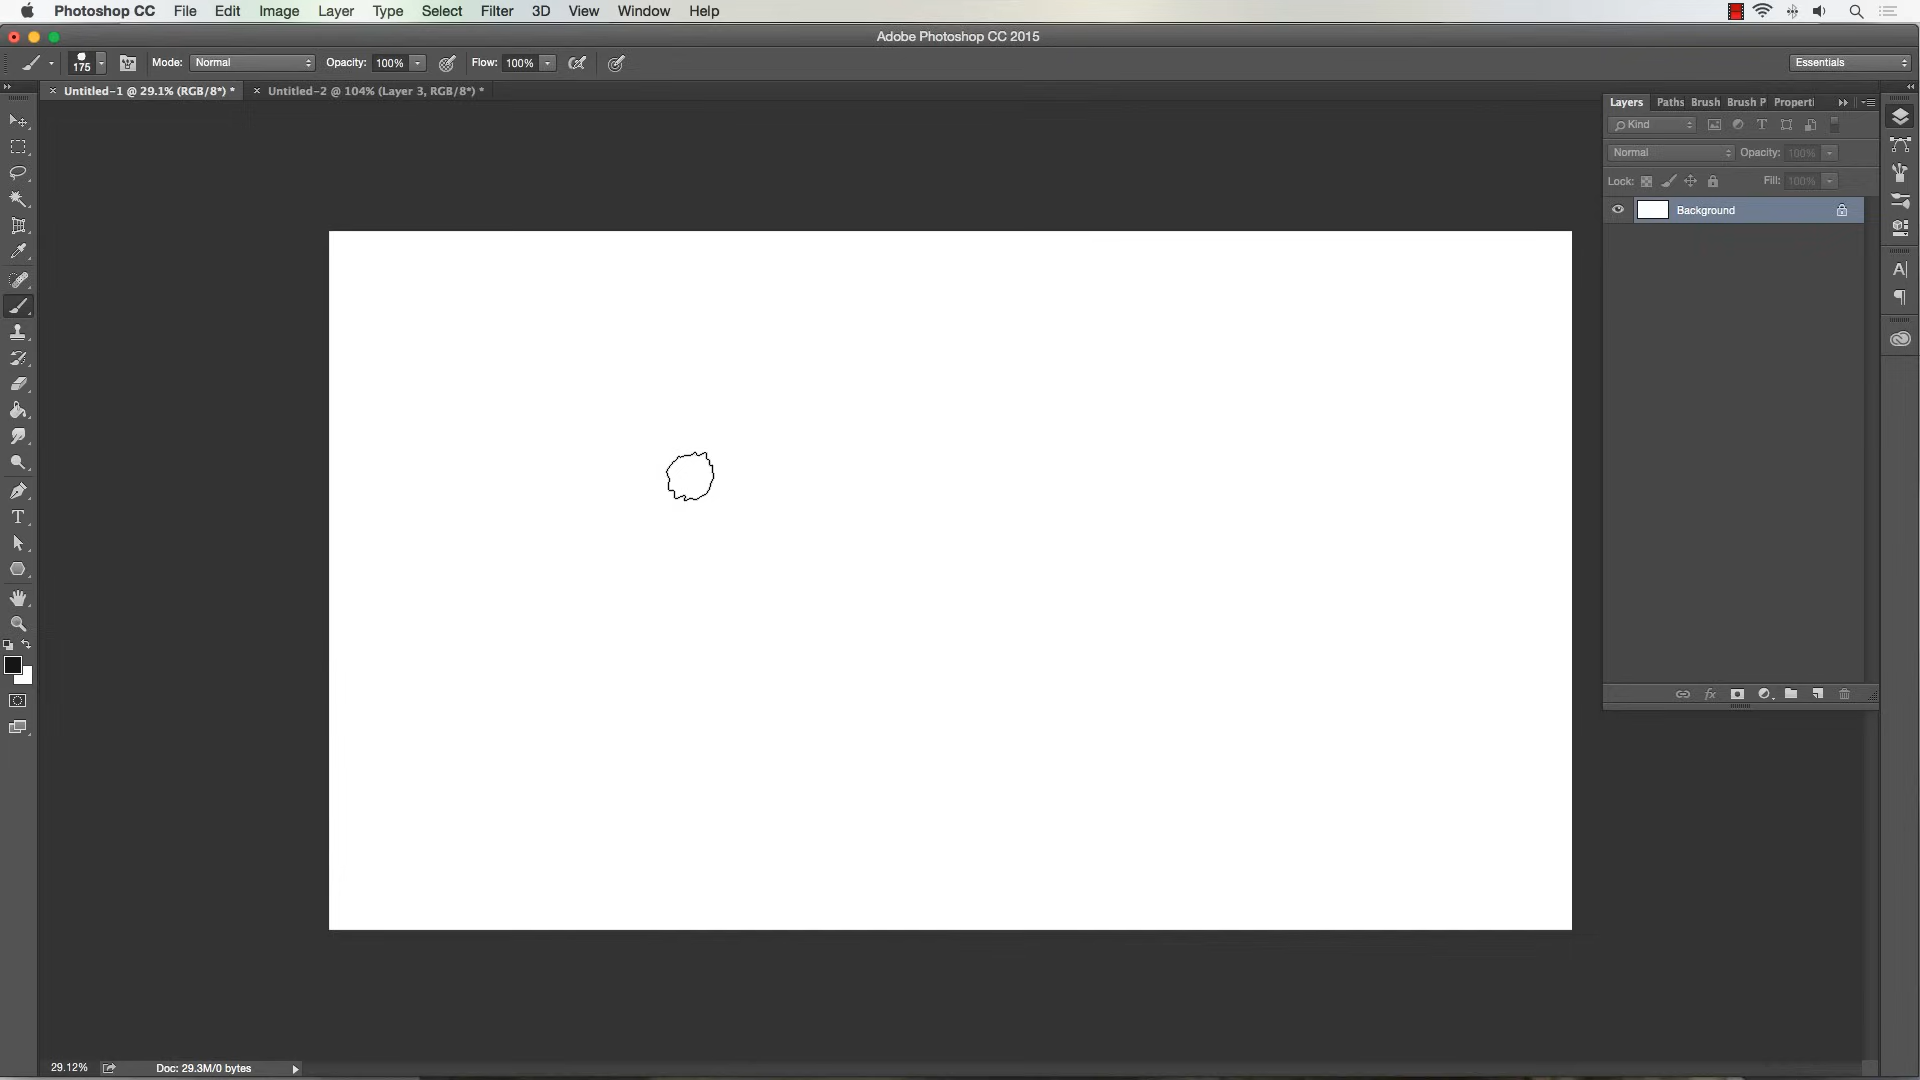 Photoshop CC File Edit Image Layer Type Select Filter 3D View Window Help
Adobe Photoshop CC 2015
175 Mode: Normal Opacity: 100% Flow: 100% Essentials
× Untitled-1 @ 29.1% (RGB/8*) * × Untitled-2 @ 104% (Layer 3, RGB/8*) *
Layers Paths Brush Brush P Properti
Kind
Normal Opacity: 100%
Lock: Fill: 100%
Background
fx
29.12% Doc: 29.3M/0 bytes